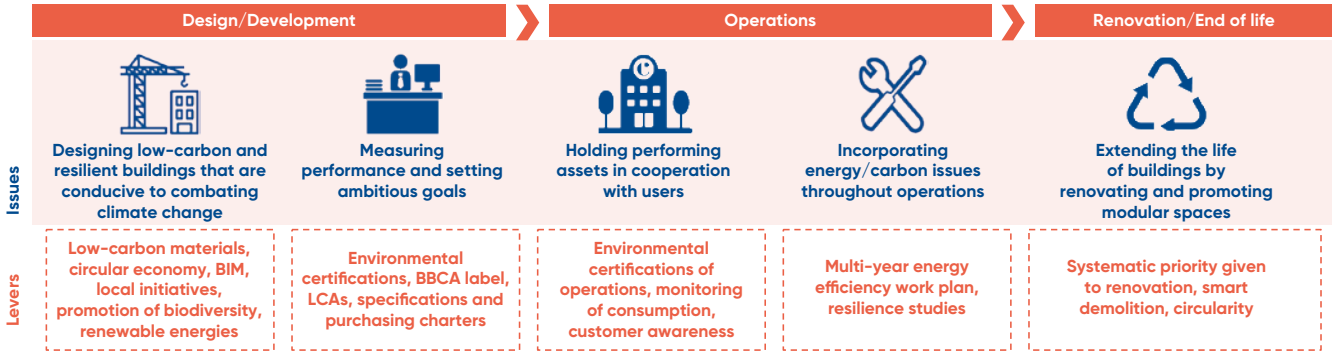 Design/Development
Operations
Renovation/End of life
Issues
Designing low-carbon and
resilient buildings that are
conducive to combating
climate change
Measuring
performance and setting
ambitious goals
Holding performing
assets in cooperation
with users
Incorporating
energy/carbon issues
throughout operations
Extending the life
of buildings by
renovating and promoting
modular spaces
Levers
Low-carbon materials,
circular economy, BIM,
local initiatives,
promotion of biodiversity,
renewable energies
Environmental
certifications, BBCA label,
LCAs, specifications and
purchasing charters
Environmental
certifications of
operations, monitoring
of consumption,
customer awareness
Multi-year energy
efficiency work plan,
resilience studies
Systematic priority given
to renovation, smart
demolition, circularity